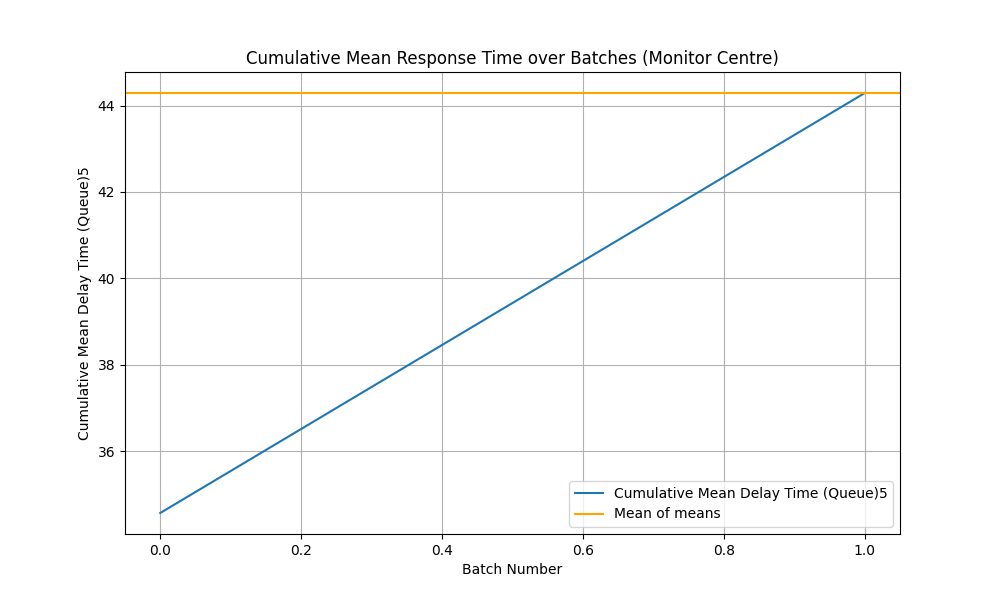 Cumulative Mean Response Time over Batches (Monitor Centre)
Cumulative Mean Delay Time (Queue)5
44
42
40
38
36
Cumulative Mean Delay Time (Queue)5
Mean of means
0.0 0.2 0.4 0.6 0.8 1.0
Batch Number